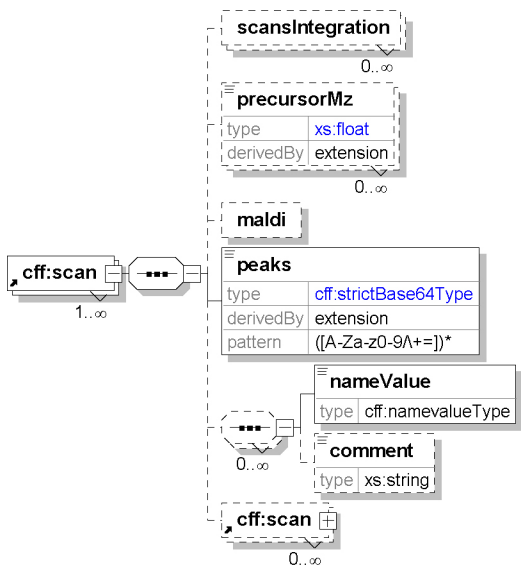 scansIntegration
0..∞
precursorMz
type xs:float
derivedBy extension
0..∞
maldi
cff:scan
1..∞
peaks
type cff:strictBase64Type
derivedBy extension
pattern ([A-Za-z0-9/\+=])*
nameValue
type cff:namevalueType
0..∞
comment
type xs:string
cff:scan
0..∞